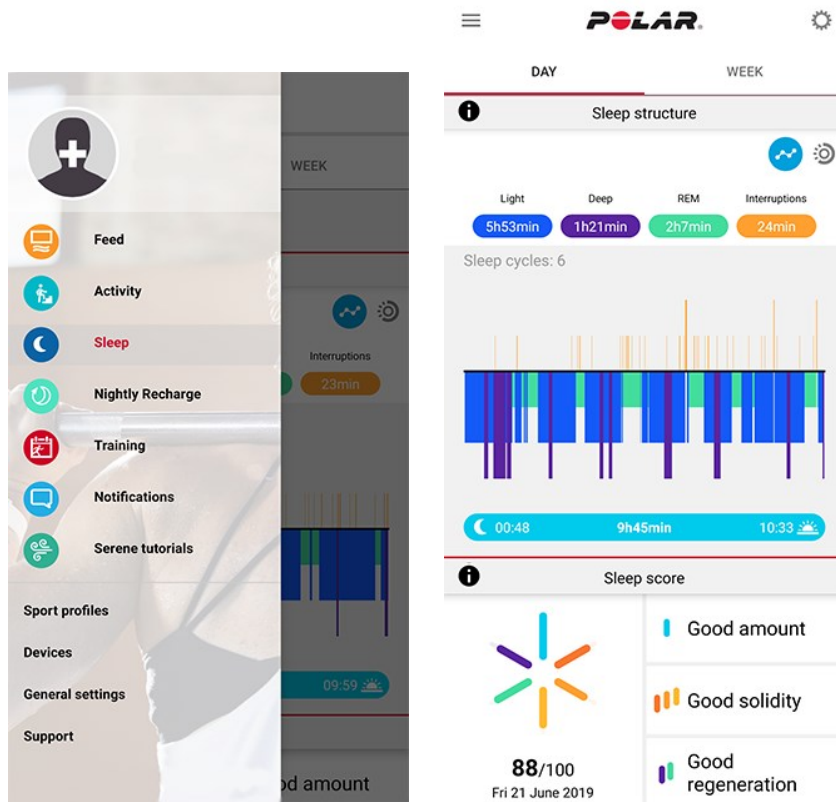 WEEK
Feed
Activity
Sleep
Interruptions
23min
Nightly Recharge
Training
Notifications
Serene tutorials
Sport profiles
Devices
General settings
09:59
Support
od amount
POLAR.
DAY
WEEK
Sleep structure
Light
Deep
REM
Interruptions
5h53min
1h21min
2h7min
24min
Sleep cycles: 6
00:48
9h45min
10:33
Sleep score
Good amount
Good solidity
88/100
Fri 21 June 2019
Good
regeneration